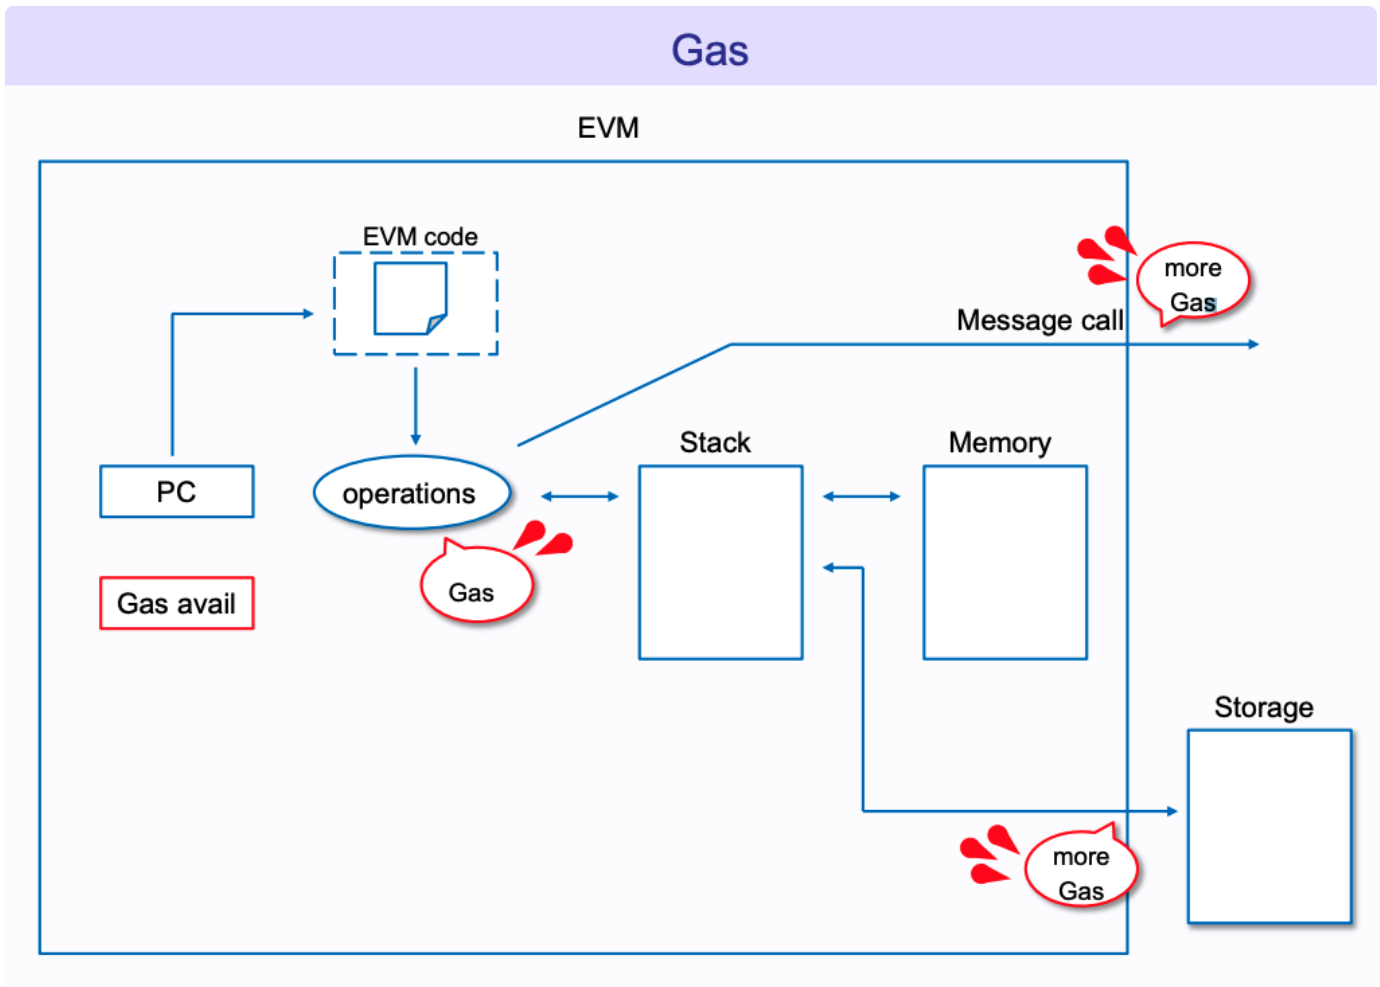 Gas
EVM
EVM code
more
Gas
Message call
Stack
Memory
PC
operations
Gas
Gas avail
Storage
more
Gas